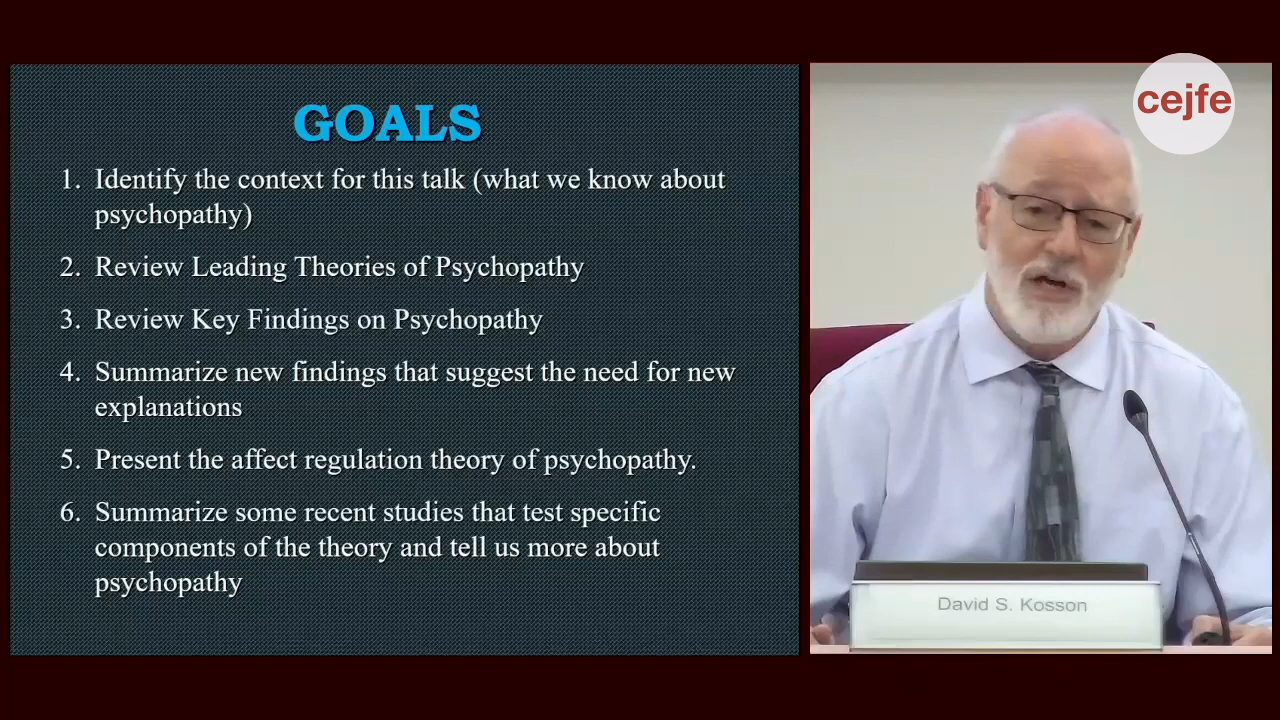 GOALS
1. Identify the context for this talk (what we know about
psychopathy)
2. Review Leading Theories of Psychopathy
3. Review Key Findings on Psychopathy
4. Summarize new findings that suggest the need for new
explanations
5. Present the affect regulation theory of psychopathy.
6. Summarize some recent studies that test specific
components of the theory and tell us more about
psychopathy
cejfe
David S. Kosson